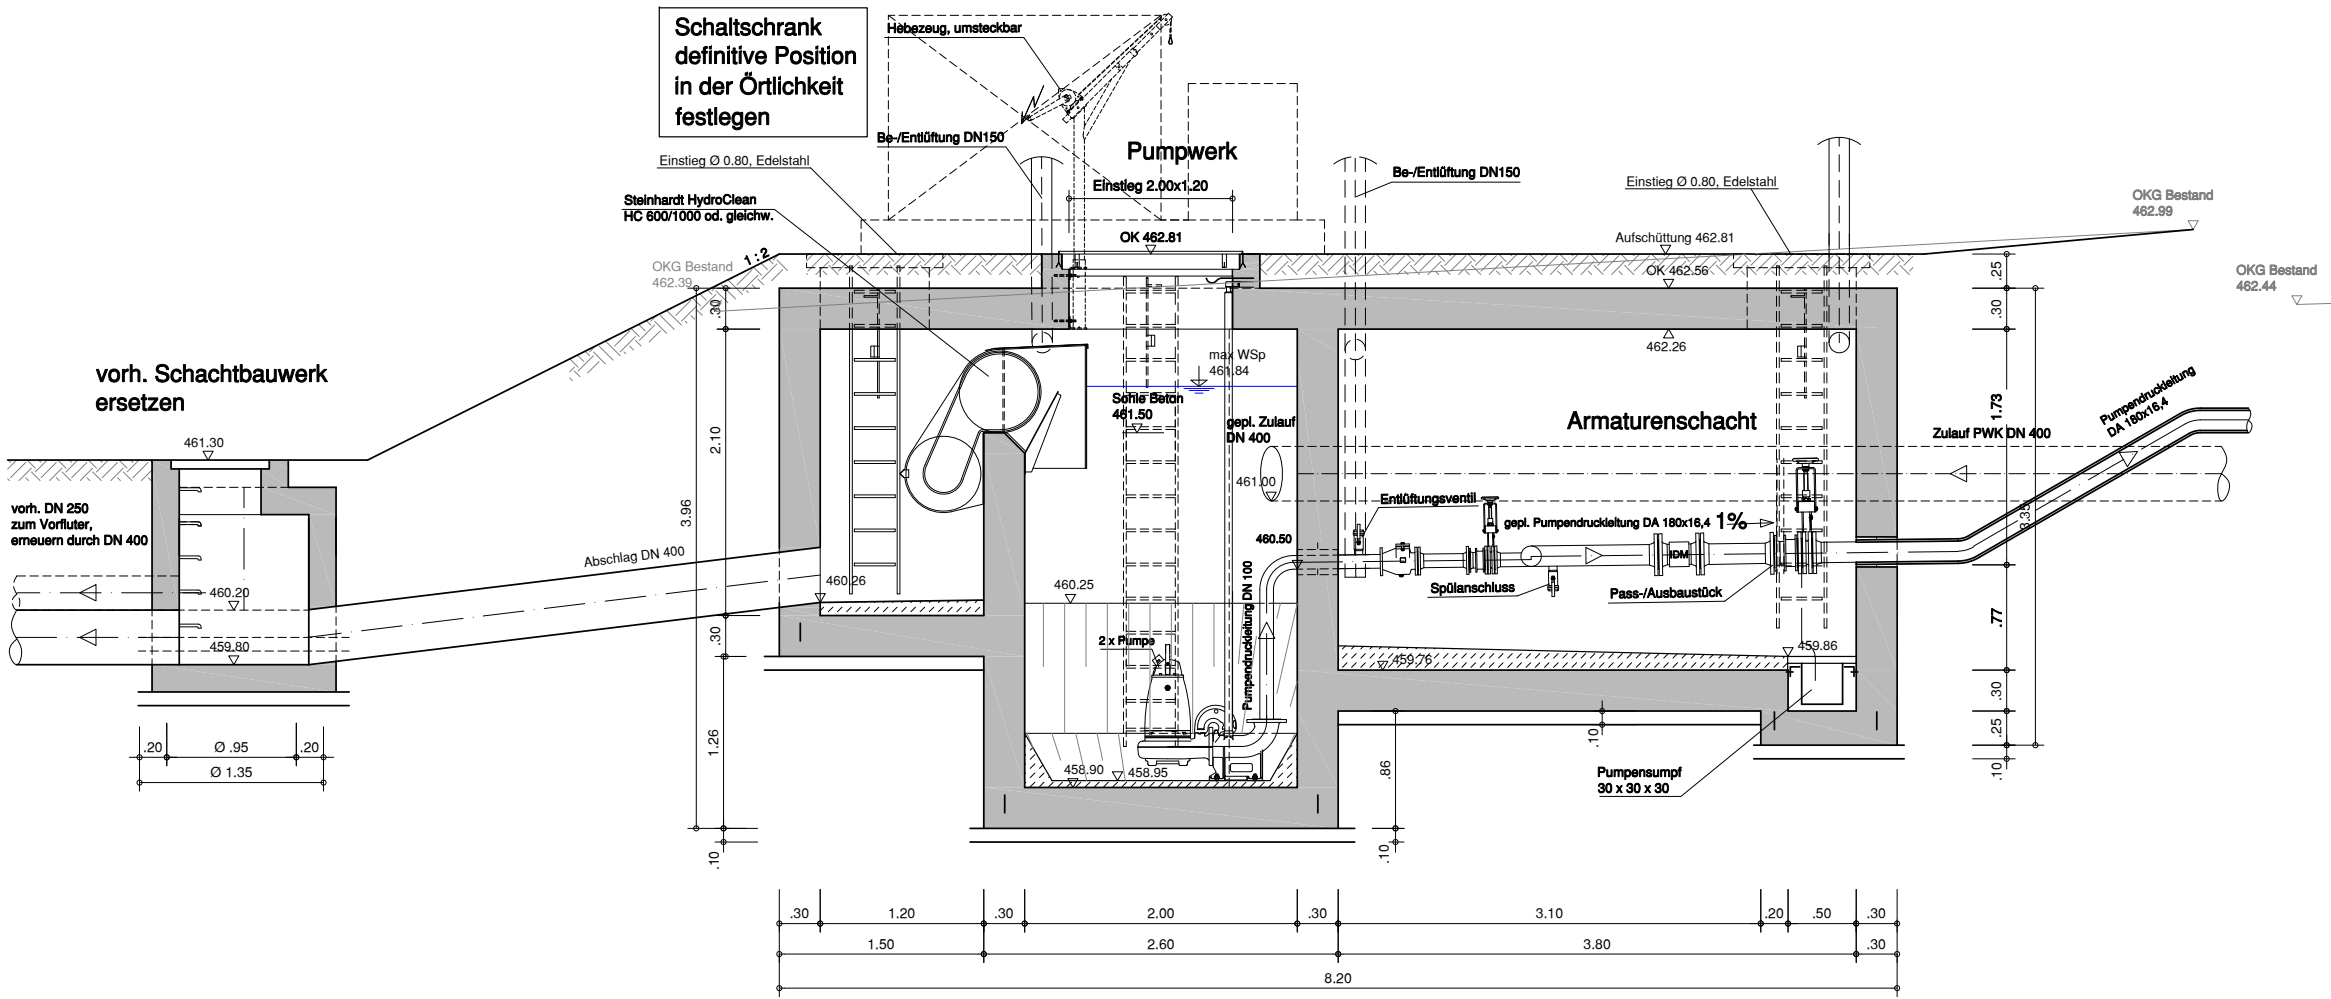 Schaltschrank
definitive Position
in der Örtlichkeit
festlegen
Hebezeug, umsteckbar
Be-/Entlüftung DN150
Pumpwerk
Einstieg 2.00x1.20
Einstieg Ø 0.80, Edelstahl
Steinhardt HydroClean
HC 600/1000 od. gleichw.
Be-/Entlüftung DN150
Einstieg Ø 0.80, Edelstahl
OKG Bestand
462.99
OK 462.81
Aufschüttung 462.81
1 : 2
OKG Bestand
462.39
OK 462.56
OKG Bestand
462.44
.25
.30
.30
462.26
max WSp
461.84
vorh. Schachtbauwerk
ersetzen
Sohle Beton
461.50
gepl. Zulauf
DN 400
Armaturenschacht
1.73
Zulauf PWK DN 400
Pumpendruckleitung
DA 180x16,4
461.30
2.10
461.00
Entlüftungsventil
vorh. DN 250
zum Vorfluter,
erneuern durch DN 400
3.96
gepl. Pumpendruckleitung DA 180x16,4
1%
3.35
460.50
Abschlag DN 400
IDM
460.26
460.25
460.20
Spülanschluss
Pass-/Ausbaustück
Pumpendruckleitung DN 100
.77
2 x Pumpe
459.80
.30
459.76
459.86
.30
.20
Ø .95
.20
Ø 1.35
1.26
458.90
458.95
.86
.10
.25
.10
Pumpensumpf
30 x 30 x 30
.10
.10
.30
1.20
.30
2.00
.30
3.10
.20
.50
.30
1.50
2.60
3.80
.30
8.20